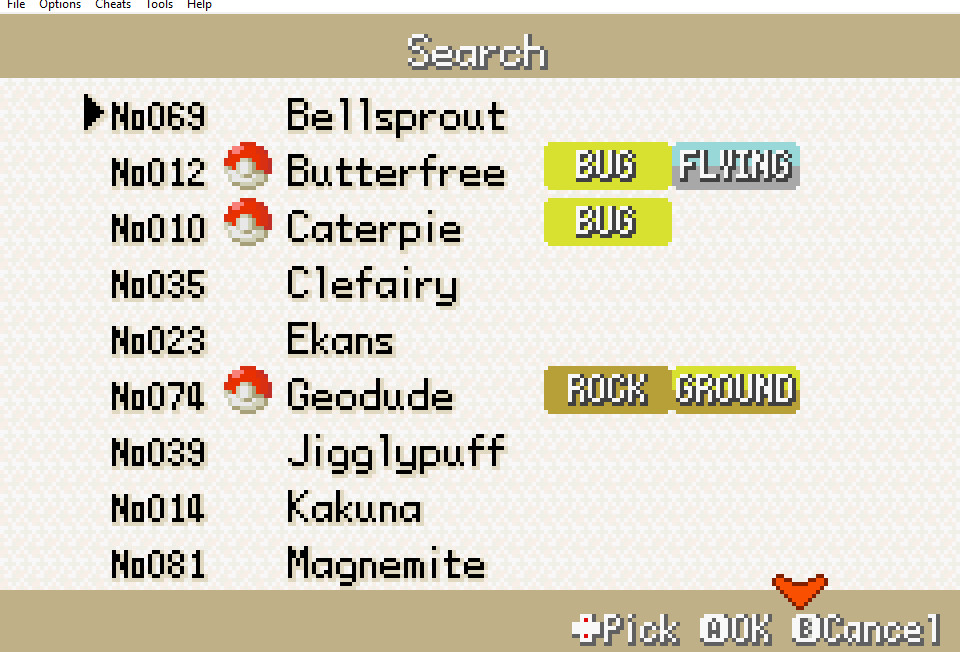 File Options Cheats Tools Help
Search
No069 Bellsprout
No012 Butterfree BUG FLYING
No010 Caterpie BUG
No035 Clefairy
No023 Ekans
No074 Geodude ROCK GROUND
No039 Jigglypuff
No014 Kakuna
No081 Magnemite
Pick A OK B Cancel